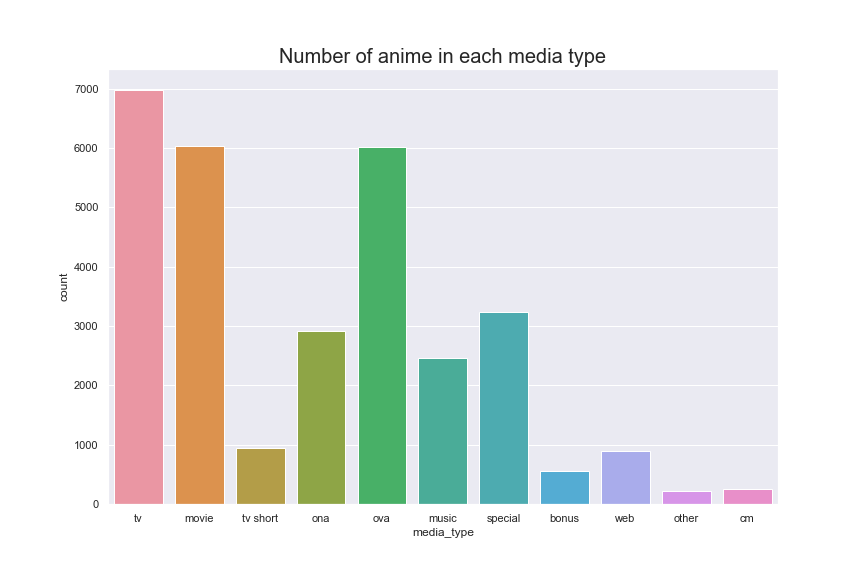 Number of anime in each media type
7000
6000
5000
4000
3000
2000
1000
0
count
tv movie tv short ona ova music special bonus web other cm
media_type